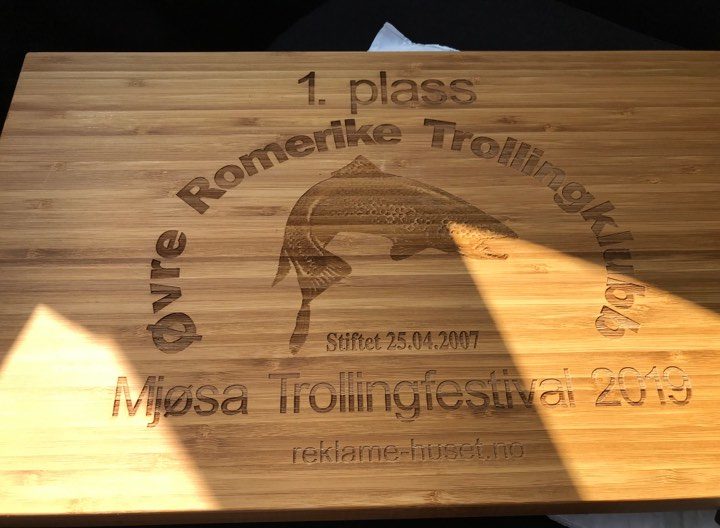 1. plass
Øvre Romerike Trollingklubb
Stiftet 25.04.2007
Mjøsa Trollingfestival 2019
reklame-huset.no